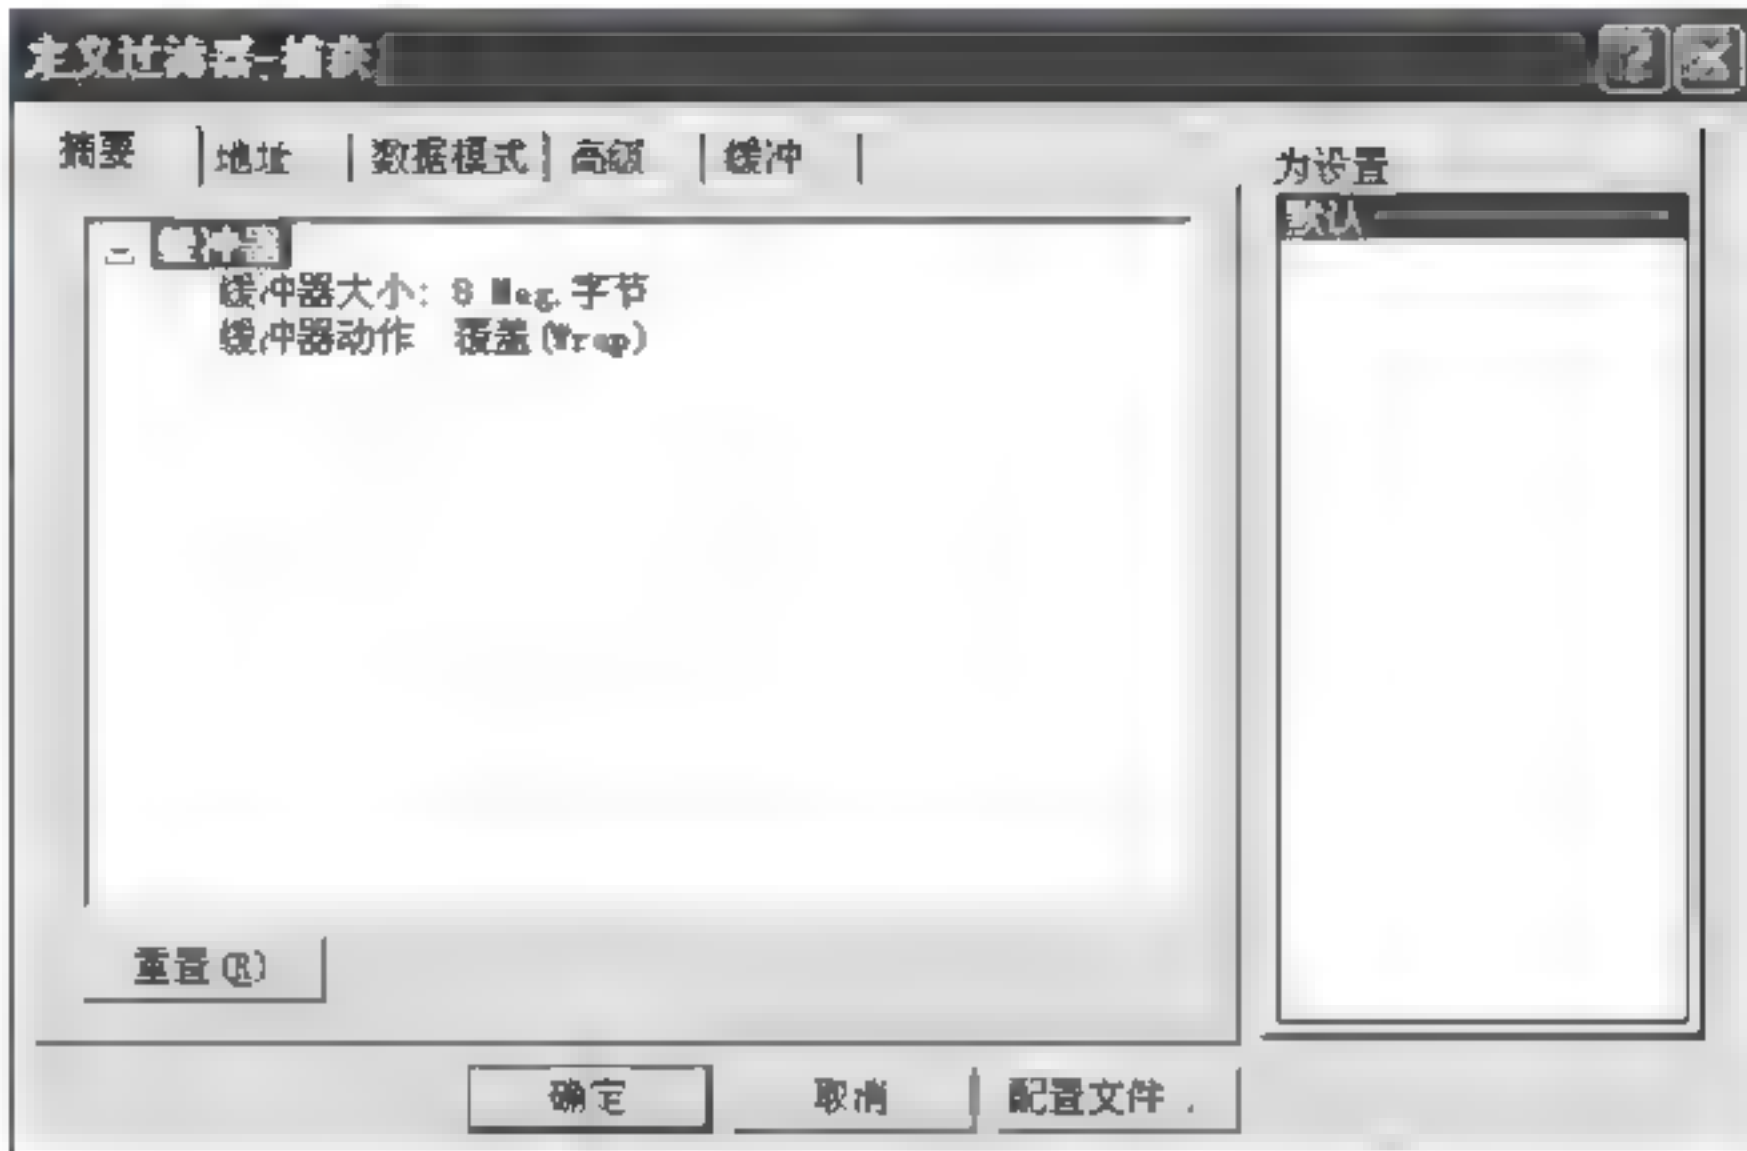 定义过滤器-捕获
摘要 地址 数据模式 高级 缓冲
为设置
默认
缓冲器
缓冲器大小: 8 Meg.字节
缓冲器动作 覆盖(Wrap)
重置(R)
确定 取消 配置文件.